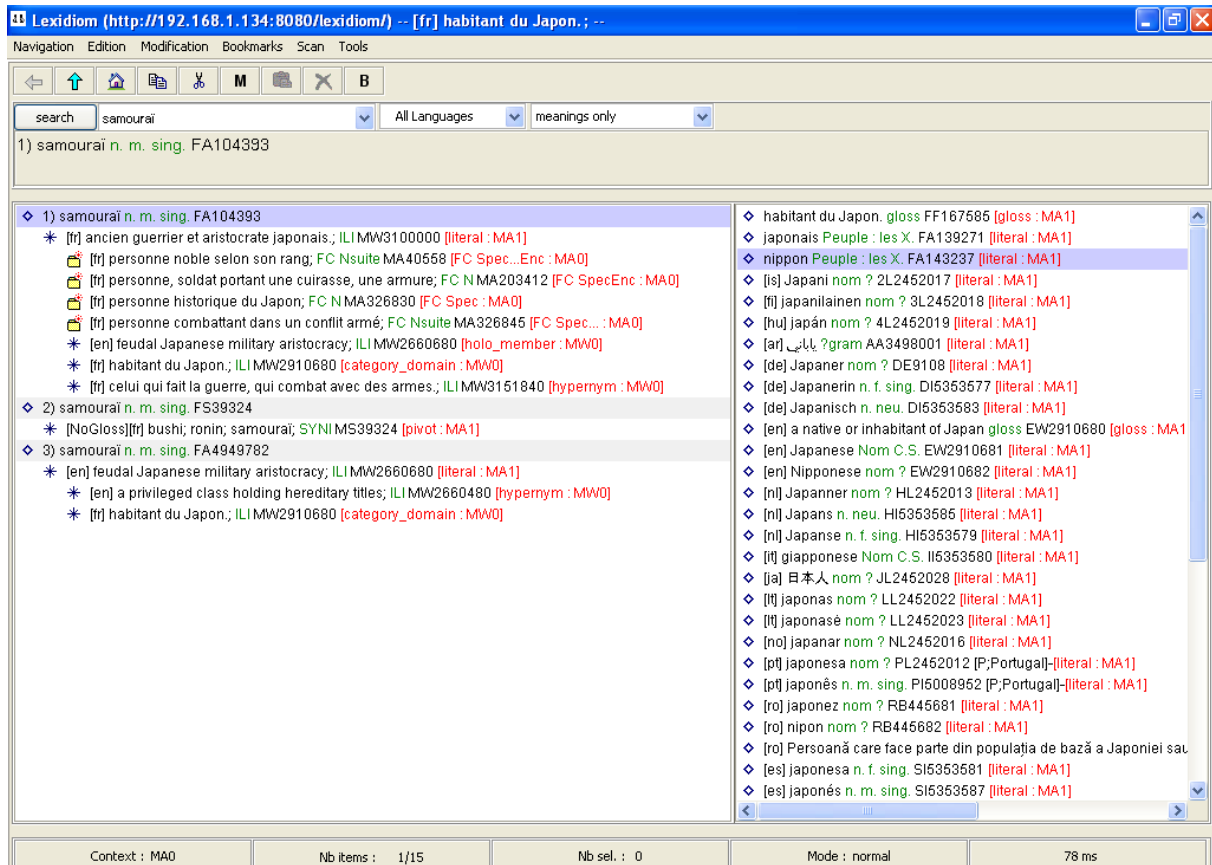 Lexidiom (http://192.168.1.134:8080/lexidiom/) -- [fr] habitant du Japon. ; --
Navigation Edition Modification Bookmarks Scan Tools
M B
search samouraï All Languages meanings only
1) samouraï n. m. sing. FA104393
1) samouraï n. m. sing. FA104393
[fr] ancien guerrier et aristocrate japonais.; ILI MW3100000 [literal : MA1]
[fr] personne noble selon son rang; FC Nsuite MA40558 [FC Spec...Enc : MA0]
[fr] personne, soldat portant une cuirasse, une armure; FC N MA203412 [FC SpecEnc : MA0]
[fr] personne historique du Japon; FC N MA326830 [FC Spec : MA0]
[fr] personne combattant dans un conflit armé; FC Nsuite MA326845 [FC Spec... : MA0]
[en] feudal Japanese military aristocracy; ILI MW2660680 [holo_member : MW0]
[fr] habitant du Japon.; ILI MW2910680 [category_domain : MW0]
[fr] celui qui fait la guerre, qui combat avec des armes.; ILI MW3151840 [hypernym : MW0]
2) samouraï n. m. sing. FS39324
[NoGloss][fr] bushi; ronin; samouraï; SYNI MS39324 [pivot : MA1]
3) samouraï n. m. sing. FA4949782
[en] feudal Japanese military aristocracy; ILI MW2660680 [literal : MA1]
[en] a privileged class holding hereditary titles; ILI MW2660480 [hypernym : MW0]
[fr] habitant du Japon.; ILI MW2910680 [category_domain : MW0]
habitant du Japon. gloss FF167585 [gloss : MA1]
japonais Peuple : les X. FA139271 [literal : MA1]
nippon Peuple : les X. FA143237 [literal : MA1]
[is] Japani nom ? 2L2452017 [literal : MA1]
[fi] japanilainen nom ? 3L2452018 [literal : MA1]
[hu] japán nom ? 4L2452019 [literal : MA1]
[ar] ياباني ?gram AA3498001 [literal : MA1]
[de] Japaner nom ? DE9108 [literal : MA1]
[de] Japanerin n. f. sing. DI5353577 [literal : MA1]
[de] Japanisch n. neu. DI5353583 [literal : MA1]
[en] a native or inhabitant of Japan gloss EW2910680 [gloss : MA1
[en] Japanese Nom C.S. EW2910681 [literal : MA1]
[en] Nipponese nom ? EW2910682 [literal : MA1]
[nl] Japanner nom ? HL2452013 [literal : MA1]
[nl] Japans n. neu. HI5353585 [literal : MA1]
[nl] Japanse n. f. sing. HI5353579 [literal : MA1]
[it] giapponese Nom C.S. II5353580 [literal : MA1]
[ja] 日本人 nom ? JL2452028 [literal : MA1]
[lt] japonas nom ? LL2452022 [literal : MA1]
[lt] japonasė nom ? LL2452023 [literal : MA1]
[no] japanar nom ? NL2452016 [literal : MA1]
[pt] japonesa nom ? PL2452012 [P;Portugal]-[literal : MA1]
[pt] japonês n. m. sing. PI5008952 [P;Portugal]-[literal : MA1]
[ro] japonez nom ? RB445681 [literal : MA1]
[ro] nipon nom ? RB445682 [literal : MA1]
[ro] Persoană care face parte din populația de bază a Japoniei sau
[es] japonesa n. f. sing. SI5353581 [literal : MA1]
[es] japonés n. m. sing. SI5353587 [literal : MA1]
Context : MA0 Nb items : 1/15 Nb sel. : 0 Mode : normal 78 ms